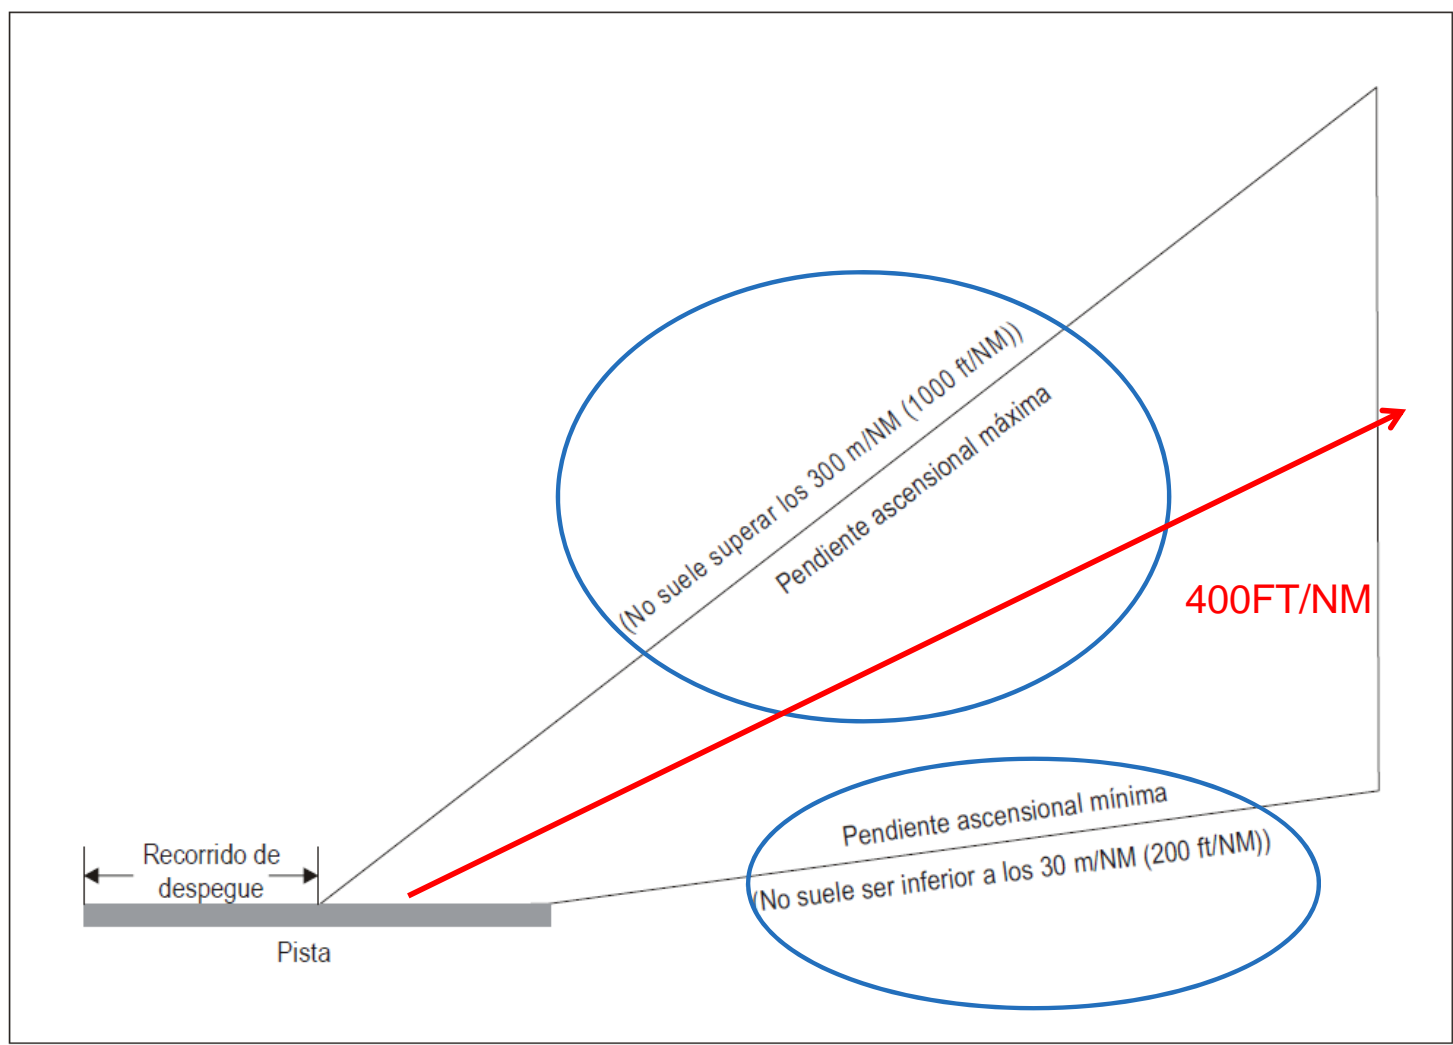 (No suele superar los 300 m/NM (1000 ft/NM))
Pendiente ascensional máxima
400FT/NM
Pendiente ascensional mínima
(No suele ser inferior a los 30 m/NM (200 ft/NM))
Recorrido de
despegue
Pista